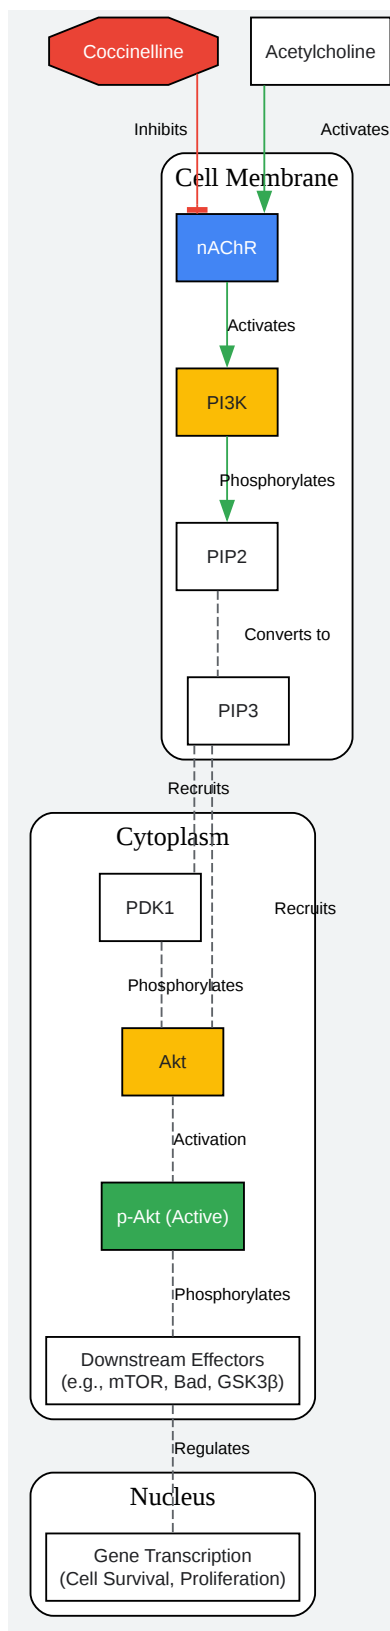 Coccinelline
Acetylcholine
Inhibits
Activates
Cell Membrane
nAChR
Activates
PI3K
Phosphorylates
PIP2
Converts to
PIP3
Recruits
Cytoplasm
PDK1
Recruits
Phosphorylates
Akt
Activation
p-Akt (Active)
Phosphorylates
Downstream Effectors
(e.g., mTOR, Bad, GSK3β)
Regulates
Nucleus
Gene Transcription
(Cell Survival, Proliferation)